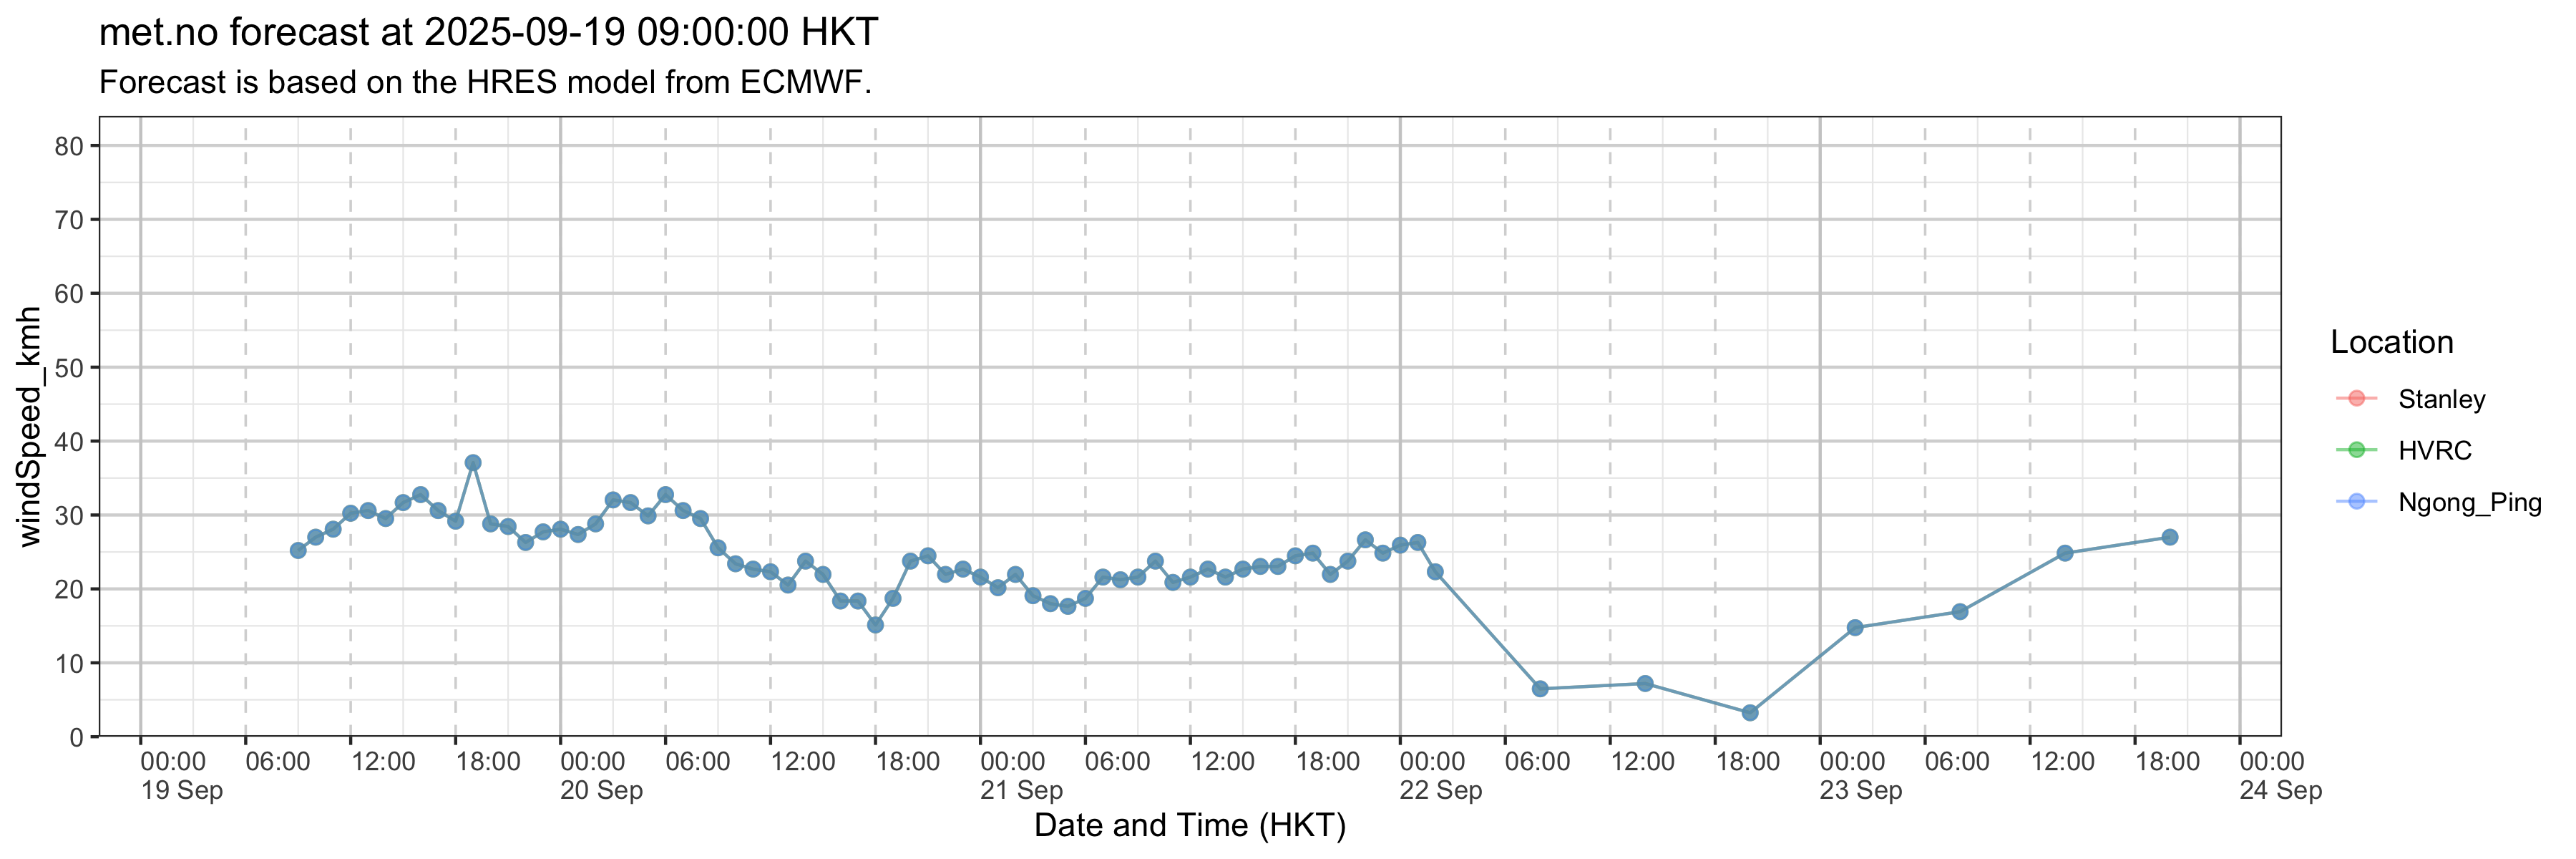 met.no forecast at 2025-09-19 09:00:00 HKT
Forecast is based on the HRES model from ECMWF.
windSpeed_kmh
80
70
60
50
40
30
20
10
0
00:00 06:00 12:00 18:00 00:00 06:00 12:00 18:00 00:00 06:00 12:00 18:00 00:00 06:00 12:00 18:00 00:00 06:00 12:00 18:00 00:00
19 Sep 20 Sep 21 Sep 22 Sep 23 Sep 24 Sep
Date and Time (HKT)
Location
Stanley
HVRC
Ngong_Ping